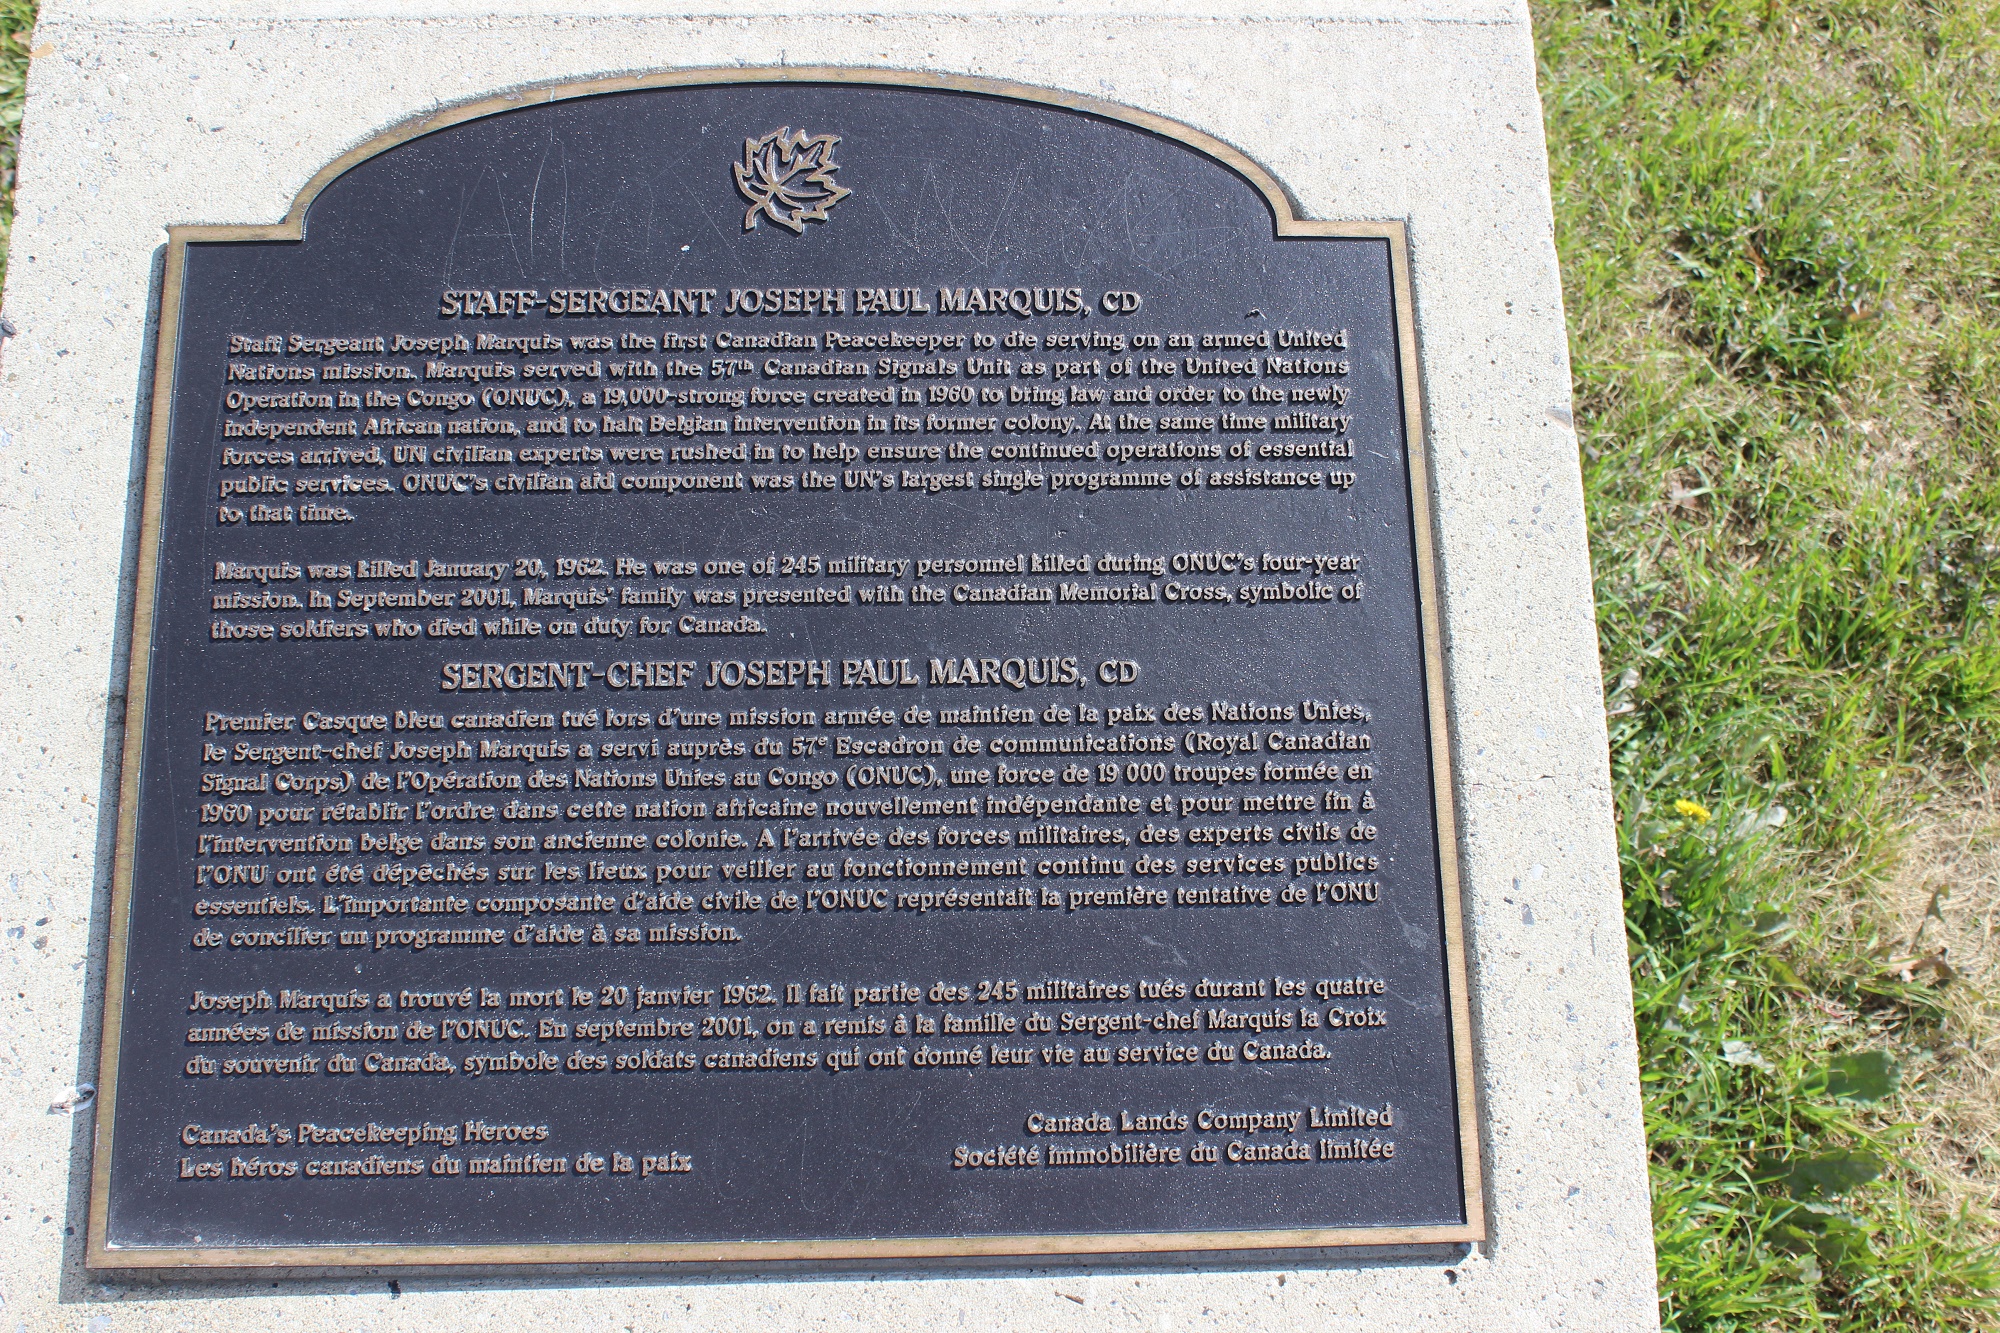 STAFF-SERGEANT JOSEPH PAUL MARQUIS, CD
Staff Sergeant Joseph Marquis was the first Canadian Peacekeeper to die serving on an armed United
Nations mission. Marquis served with the 57th Canadian Signals Unit as part of the United Nations
Operation in the Congo (ONUC), a 19,000-strong force created in 1960 to bring law and order to the newly
independent African nation, and to halt Belgian intervention in its former colony. At the same time military
forces arrived, UN civilian experts were rushed in to help ensure the continued operations of essential
public services. ONUC's civilian aid component was the UN's largest single programme of assistance up
to that time.
Marquis was killed January 20, 1962. He was one of 245 military personnel killed during ONUC's four-year
mission. In September 2001, Marquis' family was presented with the Canadian Memorial Cross, symbolic of
those soldiers who died while on duty for Canada.
SERGENT-CHEF JOSEPH PAUL MARQUIS, CD
Premier Casque bleu canadien tué lors d'une mission armée de maintien de la paix des Nations Unies,
le Sergent-chef Joseph Marquis a servi auprès du 57e Escadron de communications (Royal Canadian
Signal Corps) de l'Opération des Nations Unies au Congo (ONUC), une force de 19 000 troupes formée en
1960 pour rétablir l'ordre dans cette nation africaine nouvellement indépendante et pour mettre fin à
l'intervention belge dans son ancienne colonie. A l'arrivée des forces militaires, des experts civils de
l'ONU ont été dépêchés sur les lieux pour veiller au fonctionnement continu des services publics
essentiels. L'importante composante d'aide civile de l'ONUC représentait la première tentative de l'ONU
de concilier un programme d'aide à sa mission.
Joseph Marquis a trouvé la mort le 20 janvier 1962. Il fait partie des 245 militaires tués durant les quatre
années de mission de l'ONUC. En septembre 2001, on a remis à la famille du Sergent-chef Marquis la Croix
du souvenir du Canada, symbole des soldats canadiens qui ont donné leur vie au service du Canada.
Canada's Peacekeeping Heroes
Les héros canadiens du maintien de la paix
Canada Lands Company Limited
Société immobilière du Canada limitée